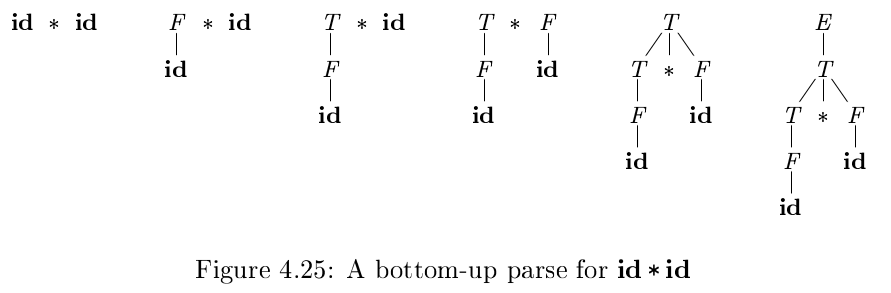 id * id F * id T * id T * F T E
id F F id T * F T
id id F id T * F
id F id
id
Figure 4.25: A bottom-up parse for id * id